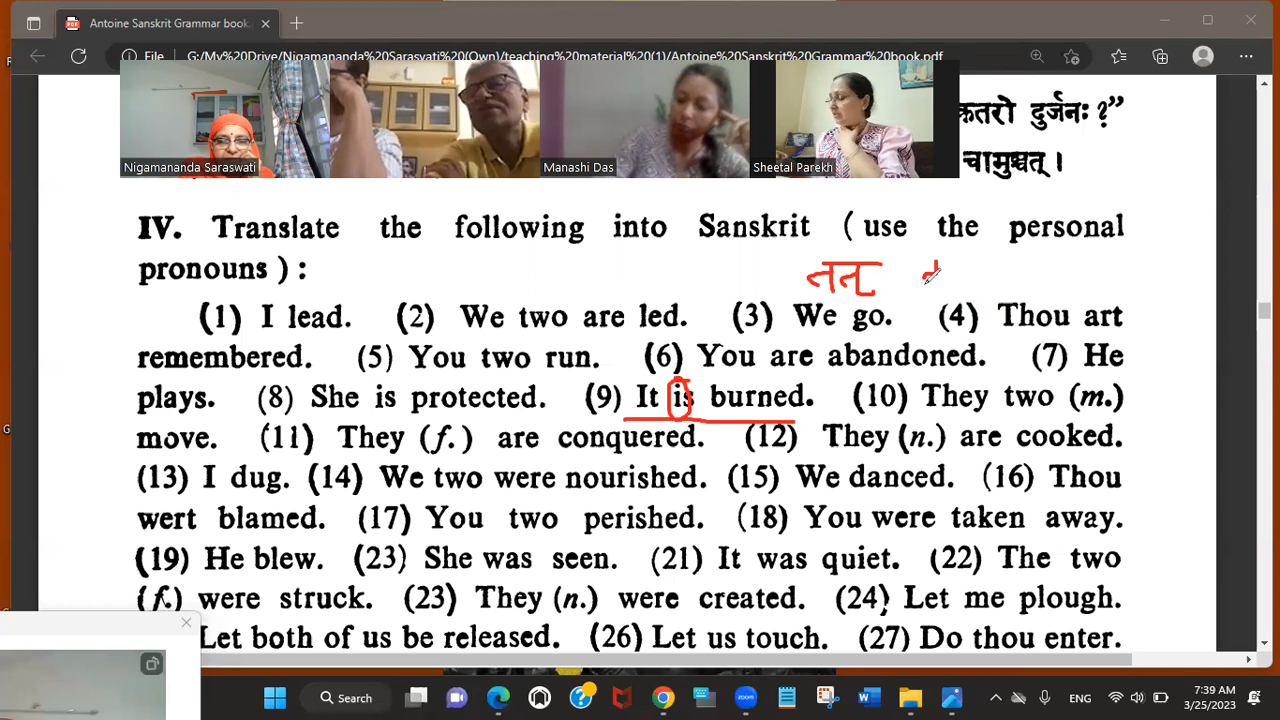 Antoine Sanskrit Grammar book.
File G:/My%20Drive/Nigamananda%20Sarasvati%20(Own)/teaching%20material%20(1)/Antoine%20Sanskrit%20Grammar%20book.pdf
Nigamananda Saraswati
Manashi Das
Sheetal Parekh
दुर्जनः?”
चामुञ्चत् ।
IV. Translate the following into Sanskrit ( use the personal
pronouns ) :
तत्
(1) I lead. (2) We two are led. (3) We go. (4) Thou art
remembered. (5) You two run. (6) You are abandoned. (7) He
plays. (8) She is protected. (9) It is burned. (10) They two (m.)
move. (11) They (f.) are conquered. (12) They (n.) are cooked.
(13) I dug. (14) We two were nourished. (15) We danced. (16) Thou
wert blamed. (17) You two perished. (18) You were taken away.
(19) He blew. (23) She was seen. (21) It was quiet. (22) The two
(f.) were struck. (23) They (n.) were created. (24) Let me plough.
Let both of us be released. (26) Let us touch. (27) Do thou enter.
Search
ENG
7:39 AM
3/25/2023